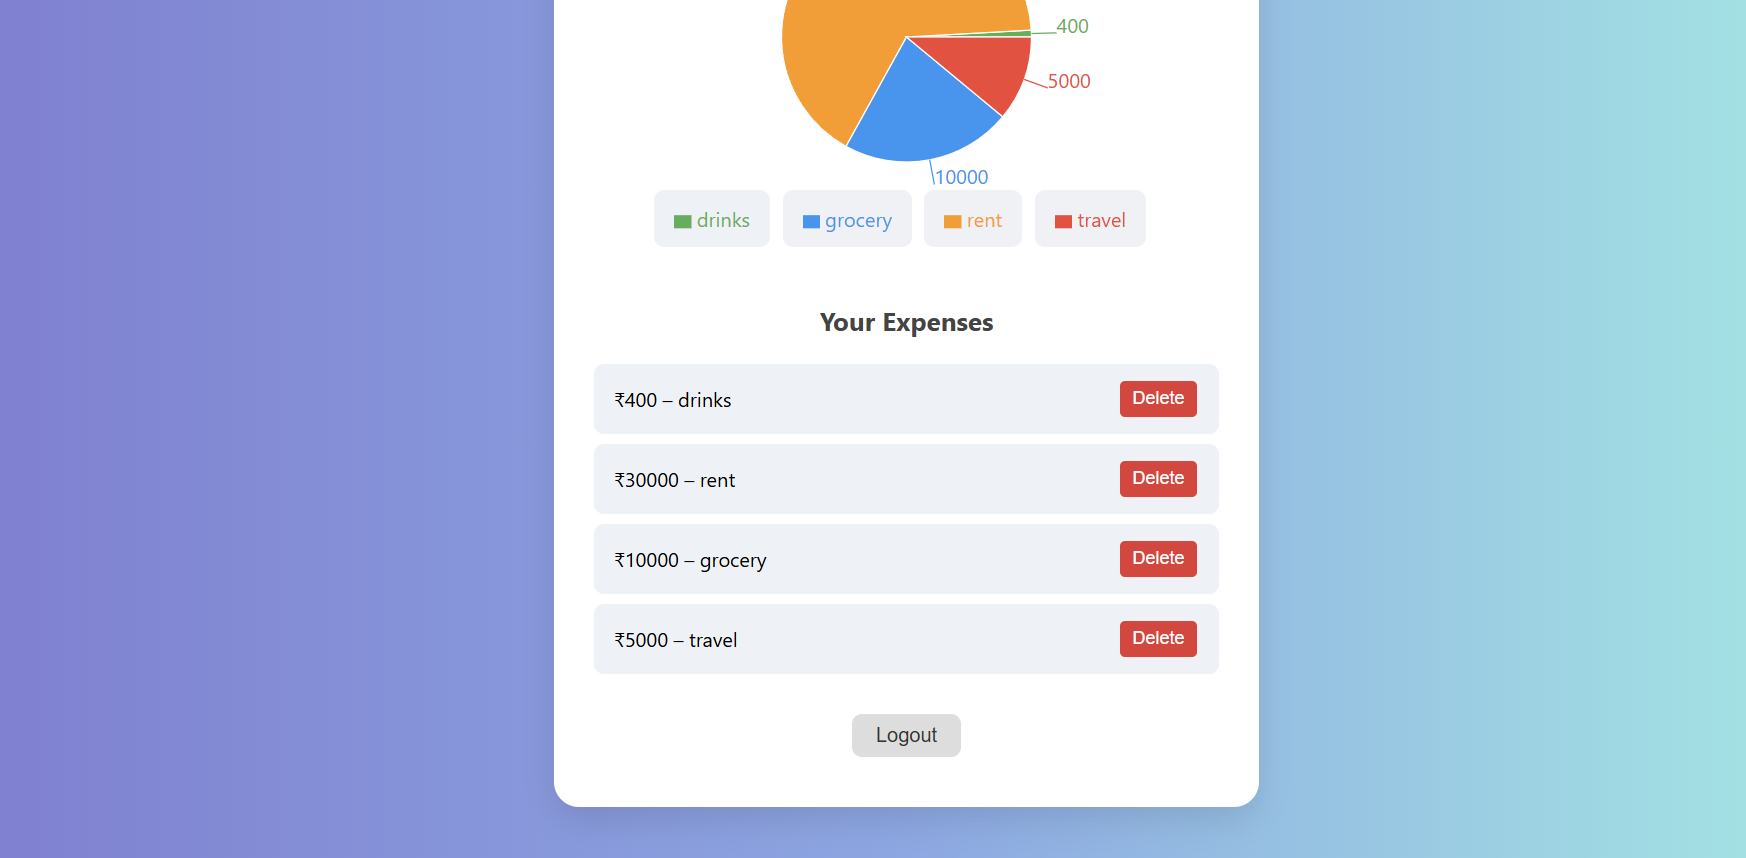 400
5000
10000
drinks grocery rent travel
Your Expenses
₹400 – drinks Delete
₹30000 – rent Delete
₹10000 – grocery Delete
₹5000 – travel Delete
Logout